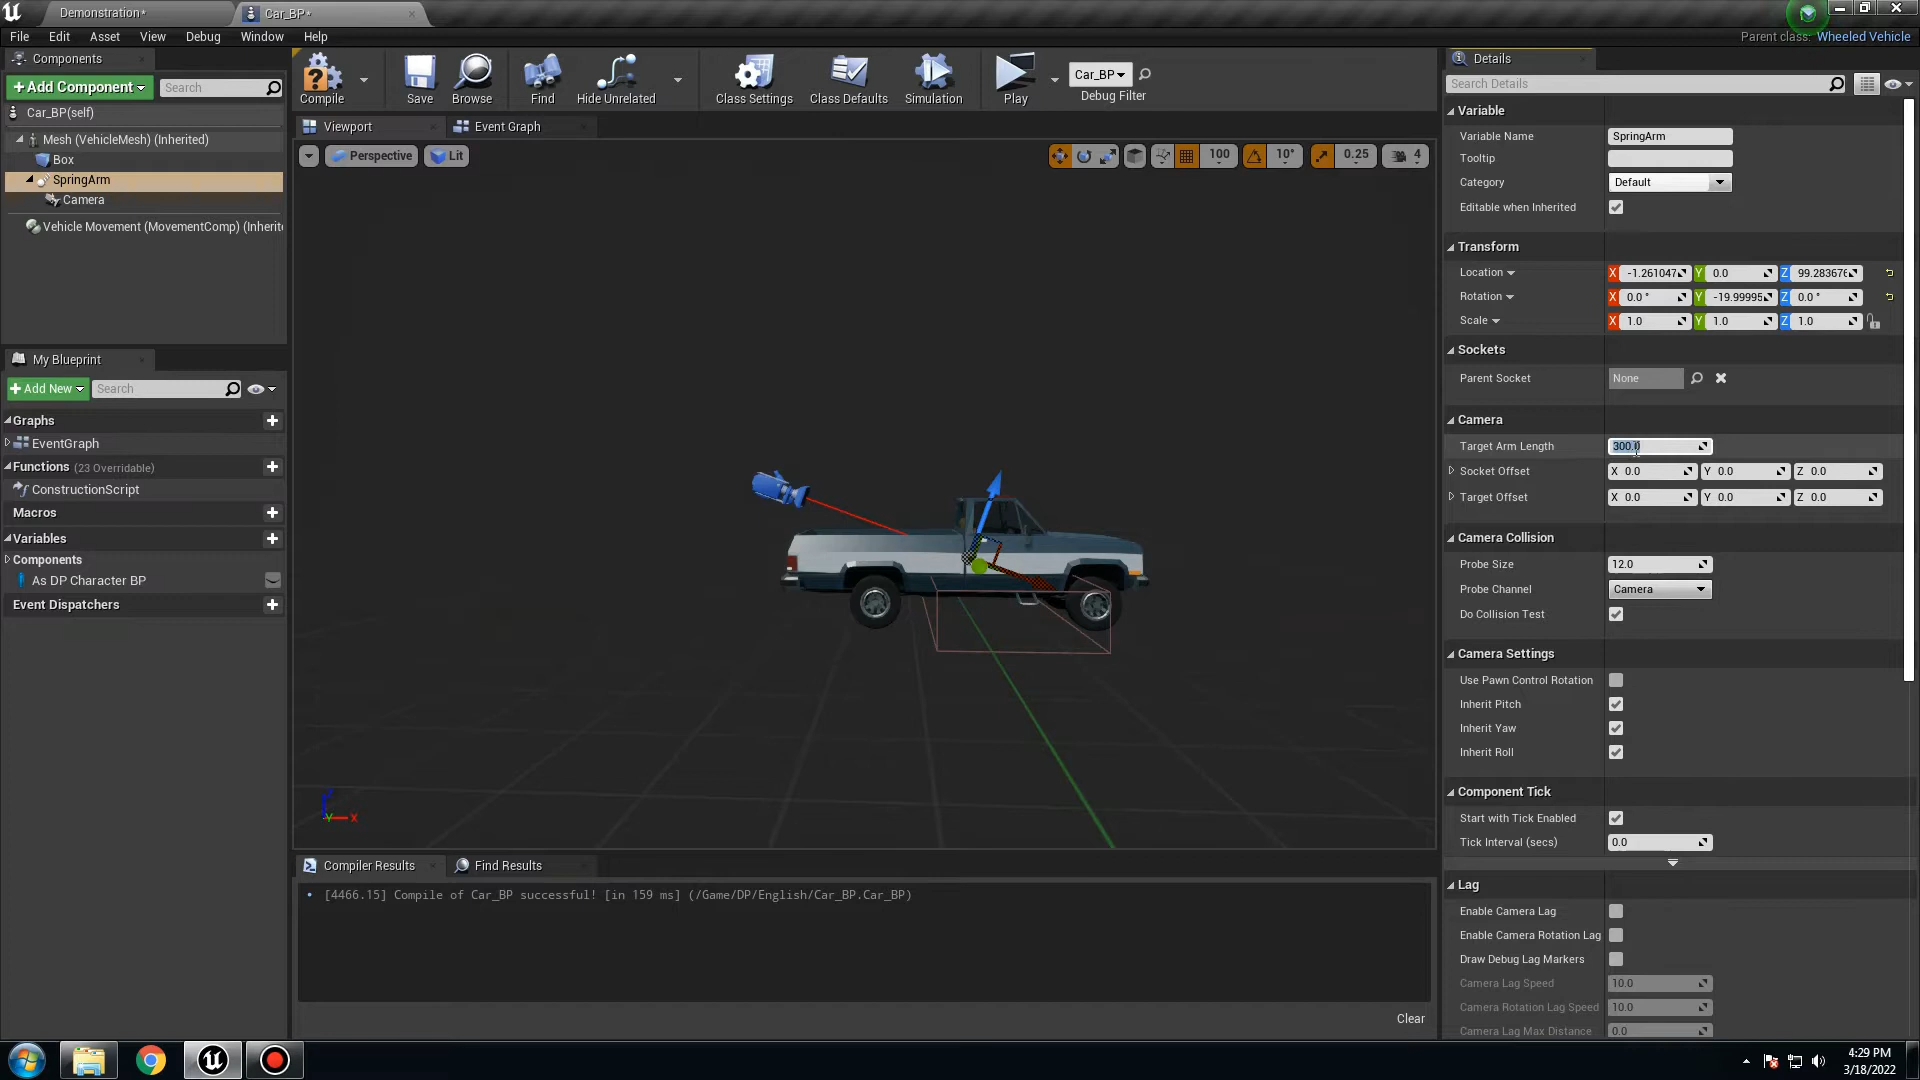 Demonstration*
Car_BP*
File Edit Asset View Debug Window Help
Parent class: Wheeled Vehicle
Components
+Add Component
Search
Car_BP(self)
Mesh (VehicleMesh) (Inherited)
Box
SpringArm
Camera
Vehicle Movement (MovementComp) (Inherit
My Blueprint
+Add New
Search
Graphs
EventGraph
Functions (23 Overridable)
ConstructionScript
Macros
Variables
Components
As DP Character BP
Event Dispatchers
Compile
Save
Browse
Find
Hide Unrelated
Class Settings
Class Defaults
Simulation
Play
Car_BP
Debug Filter
Viewport
Event Graph
Perspective
Lit
100
10°
0.25
4
Z
Y
X
Compiler Results
Find Results
• [4466.15] Compile of Car_BP successful! [in 159 ms] (/Game/DP/English/Car_BP.Car_BP)
Clear
Details
Search Details
Variable
Variable Name SpringArm
Tooltip
Category Default
Editable when Inherited
Transform
Location X -1.261047 Y 0.0 Z 99.283676
Rotation X 0.0 ° Y -19.99995 Z 0.0 °
Scale X 1.0 Y 1.0 Z 1.0
Sockets
Parent Socket None
Camera
Target Arm Length 300.0
Socket Offset X 0.0 Y 0.0 Z 0.0
Target Offset X 0.0 Y 0.0 Z 0.0
Camera Collision
Probe Size 12.0
Probe Channel Camera
Do Collision Test
Camera Settings
Use Pawn Control Rotation
Inherit Pitch
Inherit Yaw
Inherit Roll
Component Tick
Start with Tick Enabled
Tick Interval (secs) 0.0
Lag
Enable Camera Lag
Enable Camera Rotation Lag
Draw Debug Lag Markers
Camera Lag Speed 10.0
Camera Rotation Lag Speed 10.0
Camera Lag Max Distance 0.0
4:29 PM
3/18/2022